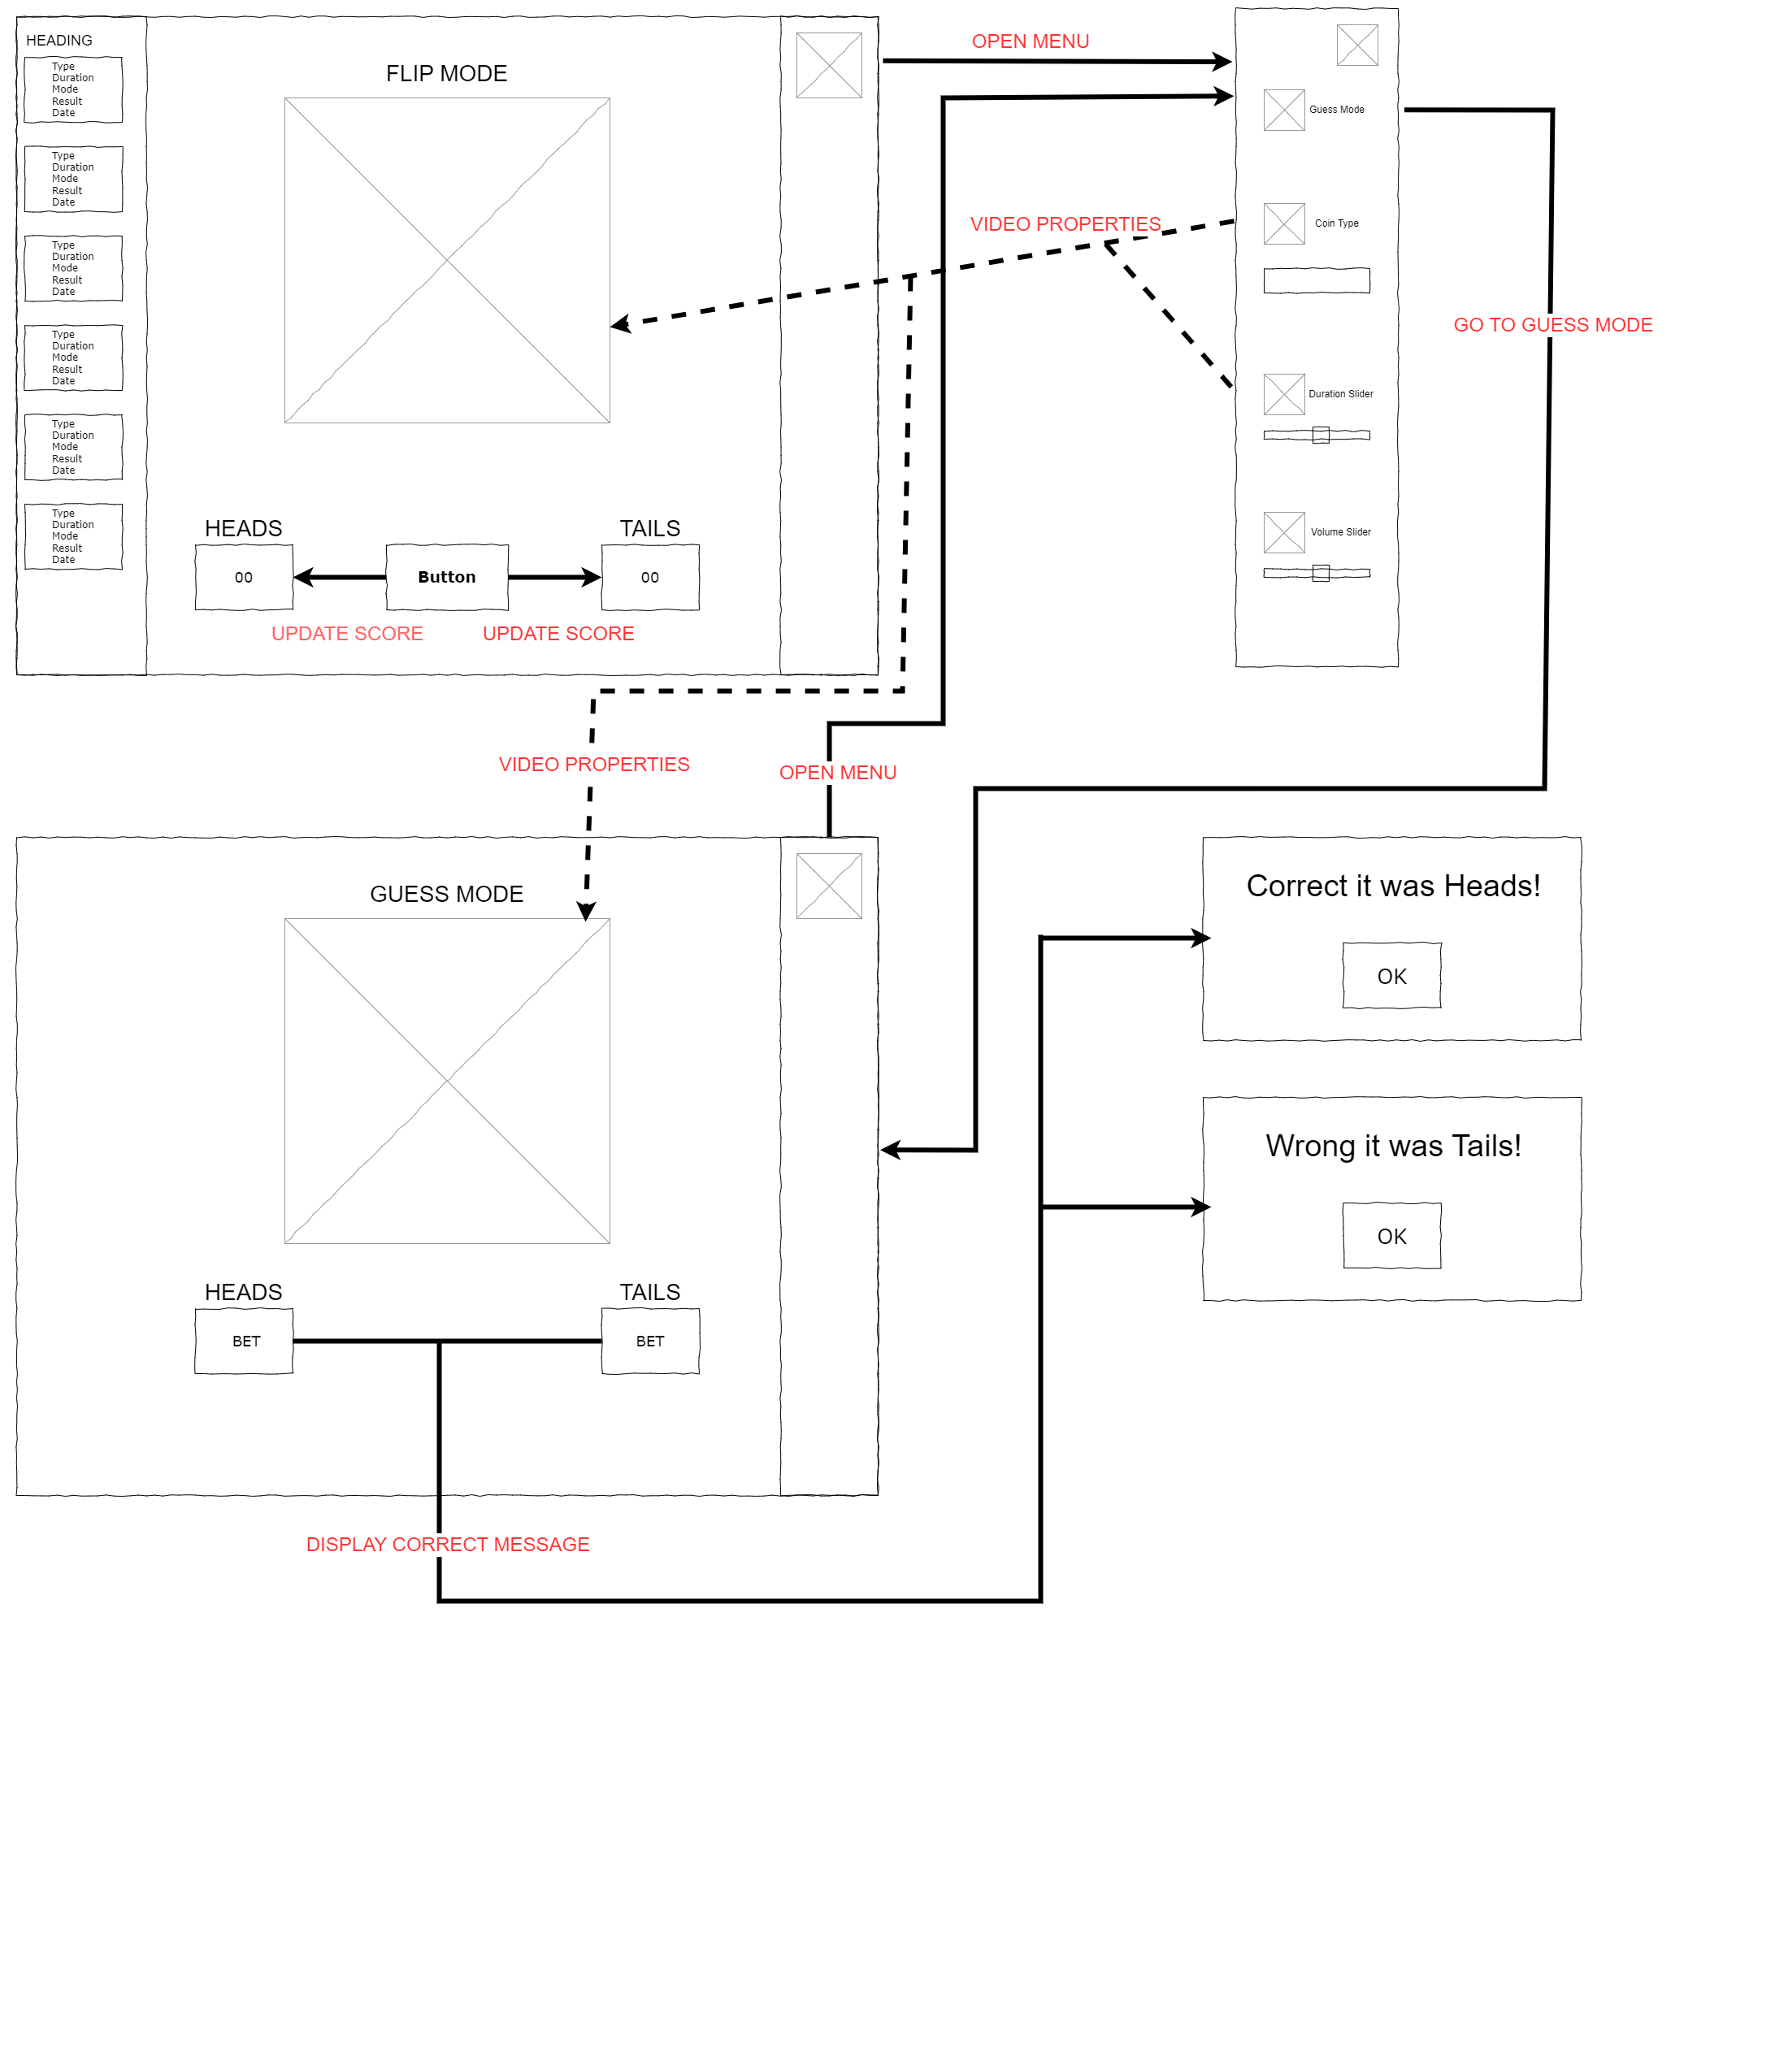 HEADING
Type
Duration
Mode
Result
Date
Type
Duration
Mode
Result
Date
Type
Duration
Mode
Result
Date
Type
Duration
Mode
Result
Date
Type
Duration
Mode
Result
Date
Type
Duration
Mode
Result
Date
FLIP MODE
HEADS
TAILS
00
Button
00
UPDATE SCORE
UPDATE SCORE
OPEN MENU
VIDEO PROPERTIES
Guess Mode
Coin Type
Duration Slider
Volume Slider
GO TO GUESS MODE
VIDEO PROPERTIES
OPEN MENU
GUESS MODE
HEADS
TAILS
BET
BET
DISPLAY CORRECT MESSAGE
Correct it was Heads!
OK
Wrong it was Tails!
OK